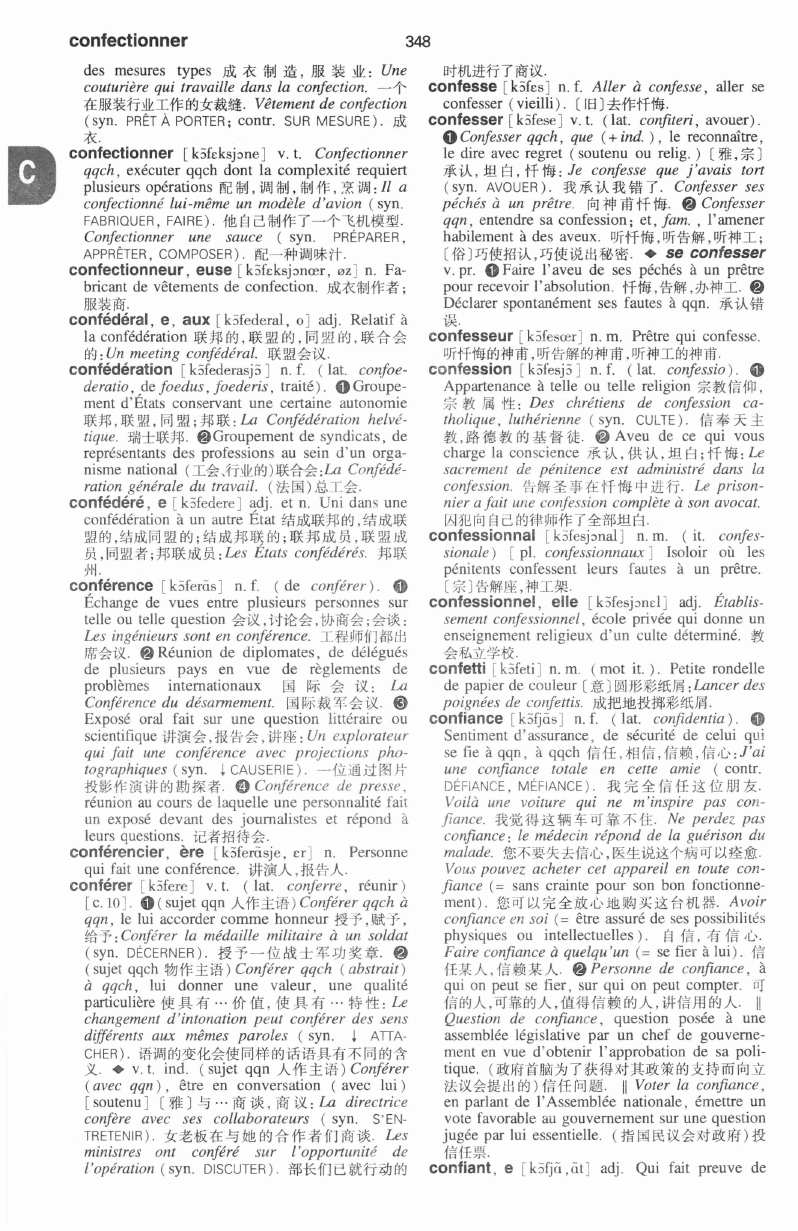 confectionner
348
des mesures types 成衣制造,服装业: Une
couturière qui travaille dans la confection. 一个
在服装行业工作的女裁缝. Vêtement de confection
(syn. PRÊT À PORTER; contr. SUR MESURE). 成
衣.
C
confectionner [kɔ̃fɛksjɔne] v. t. Confectionner
qqch, exécuter qqch dont la complexité requiert
plusieurs opérations 配制,调制,制作,烹调:Il a
confectionné lui-même un modèle d'avion (syn.
FABRIQUER, FAIRE). 他自己制作了一个飞机模型.
Confectionner une sauce ( syn. PRÉPARER,
APPRÊTER, COMPOSER). 配一种调味汁.
confectionneur, euse [kɔ̃fɛksjɔnœr, øz] n. Fa-
bricant de vêtements de confection. 成衣制作者;
服装商.
confédéral, e, aux [kɔ̃federal, o] adj. Relatif à
la confédération 联邦的,联盟的,同盟的,联合会
的:Un meeting confédéral. 联盟会议.
confédération [kɔ̃federasjɔ̃] n. f. ( lat. confoe-
deratio, de foedus, foederis, traité). ❶Groupe-
ment d'États conservant une certaine autonomie
联邦,联盟,同盟;邦联:La Confédération helvé-
tique. 瑞士联邦. ❷Groupement de syndicats, de
représentants des professions au sein d'un orga-
nisme national (工会,行业的)联合会:La Confédé-
ration générale du travail. (法国)总工会.
confédéré, e [kɔ̃federe] adj. et n. Uni dans une
confédération à un autre État 结成联邦的,结成联
盟的,结成同盟的;结成邦联的;联邦成员,联盟成
员,同盟者;邦联成员:Les États confédérés. 邦联
州.
conférence [kɔ̃ferɑ̃s] n. f. ( de conférer). ❶
Échange de vues entre plusieurs personnes sur
telle ou telle question 会议,讨论会,协商会;会谈:
Les ingénieurs sont en conférence. 工程师们都出
席会议. ❷Réunion de diplomates, de délégués
de plusieurs pays en vue de règlements de
problèmes internationaux 国际会议: La
Conférence du désarmement. 国际裁军会议. ❸
Exposé oral fait sur une question littéraire ou
scientifique 讲演会,报告会,讲座:Un explorateur
qui fait une conférence avec projections pho-
tographiques (syn. ↓CAUSERIE). 一位通过图片
投影作演讲的勘探者. ❹ Conférence de presse,
réunion au cours de laquelle une personnalité fait
un exposé devant des journalistes et répond à
leurs questions. 记者招待会.
conférencier, ère [kɔ̃ferɑ̃sje, ɛr] n. Personne
qui fait une conférence. 讲演人,报告人.
conférer [kɔ̃fere] v. t. ( lat. conferre, réunir)
[c. 10]. ❶(sujet qqn 人作主语) Conférer qqch à
qqn, le lui accorder comme honneur 授予,赋予,
给予:Conférer la médaille militaire à un soldat
(syn. DÉCERNER). 授予一位战士军功奖章. ❷
(sujet qqch 物作主语) Conférer qqch ( abstrait)
à qqch, lui donner une valeur, une qualité
particulière 使具有…价值,使具有…特性: Le
changement d'intonation peut conférer des sens
différents aux mêmes paroles ( syn. ↓ ATTA-
CHER). 语调的变化会使同样的话语具有不同的含
义. ◆ v. t. ind. (sujet qqn 人作主语) Conférer
(avec qqn), être en conversation ( avec lui)
[soutenu] 〔雅〕与…商谈,商议: La directrice
confère avec ses collaborateurs ( syn. S'EN-
TRETENIR). 女老板在与她的合作者们商谈. Les
ministres ont conféré sur l'opportunité de
l'opération (syn. DISCUTER). 部长们已就行动的
时机进行了商议.
confesse [kɔ̃fɛs] n. f. Aller à confesse, aller se
confesser (vieilli). 〔旧〕去作忏悔.
confesser [kɔ̃fese] v. t. (lat. confiteri, avouer).
❶Confesser qqch, que (+ind. ), le reconnaître,
le dire avec regret (soutenu ou relig. ) 〔雅,宗〕
承认,坦白,忏悔: Je confesse que j'avais tort
(syn. AVOUER). 我承认我错了. Confesser ses
péchés à un prêtre. 向神甫忏悔. ❷ Confesser
qqn, entendre sa confession; et, fam. , l'amener
habilement à des aveux. 听忏悔,听告解,听神工;
〔俗〕巧使招认,巧使说出秘密. ◆ se confesser
v. pr. ❶Faire l'aveu de ses péchés à un prêtre
pour recevoir l'absolution. 忏悔,告解,办神工. ❷
Déclarer spontanément ses fautes à qqn. 承认错
误.
confesseur [kɔ̃fesœr] n. m. Prêtre qui confesse.
听忏悔的神甫,听告解的神甫,听神工的神甫.
confession [kɔ̃fesjɔ̃] n. f. ( lat. confessio). ❶
Appartenance à telle ou telle religion 宗教信仰,
宗教属性: Des chrétiens de confession ca-
tholique, luthérienne ( syn. CULTE). 信奉天主
教,路德教的基督徒. ❷ Aveu de ce qui vous
charge la conscience 承认,供认,坦白;忏悔: Le
sacrement de pénitence est administré dans la
confession. 告解圣事在忏悔中进行. Le prison-
nier a fait une confession complète à son avocat.
囚犯向自己的律师作了全部坦白.
confessionnal [kɔ̃fesjɔnal] n. m. ( it. confes-
sionale) [ pl. confessionnaux ] Isoloir où les
pénitents confessent leurs fautes à un prêtre.
〔宗〕告解座,神工架.
confessionnel, elle [kɔ̃fesjɔnɛl] adj. Établis-
sement confessionnel, école privée qui donne un
enseignement religieux d'un culte déterminé. 教
会私立学校.
confetti [kɔ̃feti] n. m. ( mot it. ). Petite rondelle
de papier de couleur [意]圆形彩纸屑:Lancer des
poignées de confettis. 成把地投掷彩纸屑.
confiance [kɔ̃fjɑ̃s] n. f. ( lat. confidentia). ❶
Sentiment d'assurance, de sécurité de celui qui
se fie à qqn, à qqch 信任,相信,信赖,信心:J'ai
une confiance totale en cette amie ( contr.
DÉFIANCE, MÉFIANCE). 我完全信任这位朋友.
Voilà une voiture qui ne m'inspire pas con-
fiance. 我觉得这辆车可靠不住. Ne perdez pas
confiance; le médecin répond de la guérison du
malade. 您不要失去信心,医生说这个病可以痊愈.
Vous pouvez acheter cet appareil en toute con-
fiance (= sans crainte pour son bon fonctionne-
ment). 您可以完全放心地购买这台机器. Avoir
confiance en soi (= être assuré de ses possibilités
physiques ou intellectuelles). 自信,有信心.
Faire confiance à quelqu'un (= se fier à lui). 信
任某人,信赖某人. ❷Personne de confiance, à
qui on peut se fier, sur qui on peut compter. 可
信的人,可靠的人,值得信赖的人,讲信用的人. ‖
Question de confiance, question posée à une
assemblée législative par un chef de gouverne-
ment en vue d'obtenir l'approbation de sa poli-
tique. (政府首脑为了获得对其政策的支持而向立
法议会提出的)信任问题. ‖ Voter la confiance,
en parlant de l'Assemblée nationale, émettre un
vote favorable au gouvernement sur une question
jugée par lui essentielle. (指国民议会对政府)投
信任票.
confiant, e [kɔ̃fjɑ̃,ɑ̃t] adj. Qui fait preuve de